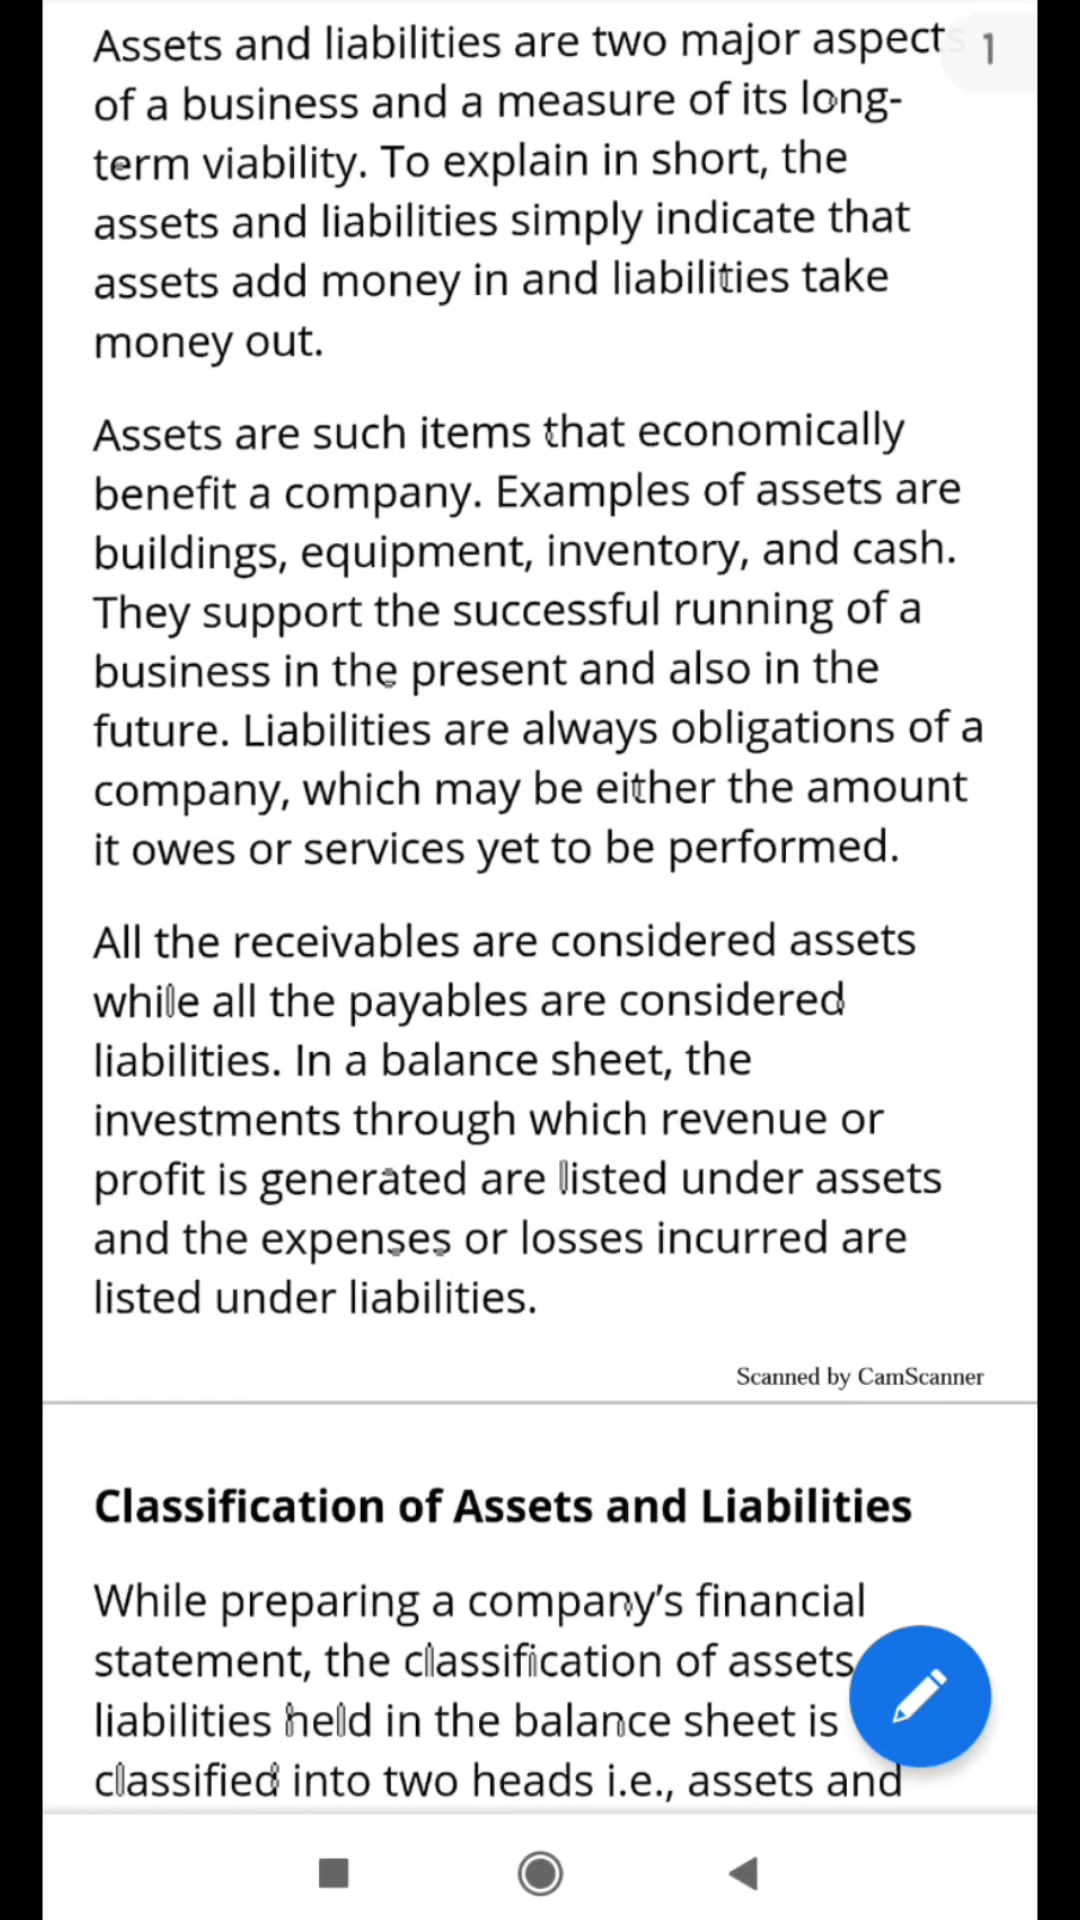 Assets and liabilities are two major aspects
1
of a business and a measure of its long-
term viability. To explain in short, the
assets and liabilities simply indicate that
assets add money in and liabilities take
money out.
Assets are such items that economically
benefit a company. Examples of assets are
buildings, equipment, inventory, and cash.
They support the successful running of a
business in the present and also in the
future. Liabilities are always obligations of a
company, which may be either the amount
it owes or services yet to be performed.
All the receivables are considered assets
while all the payables are considered
liabilities. In a balance sheet, the
investments through which revenue or
profit is generated are listed under assets
and the expenses or losses incurred are
listed under liabilities.
Scanned by CamScanner
Classification of Assets and Liabilities
While preparing a company’s financial
statement, the classification of assets
liabilities held in the balance sheet is
classified into two heads i.e., assets and